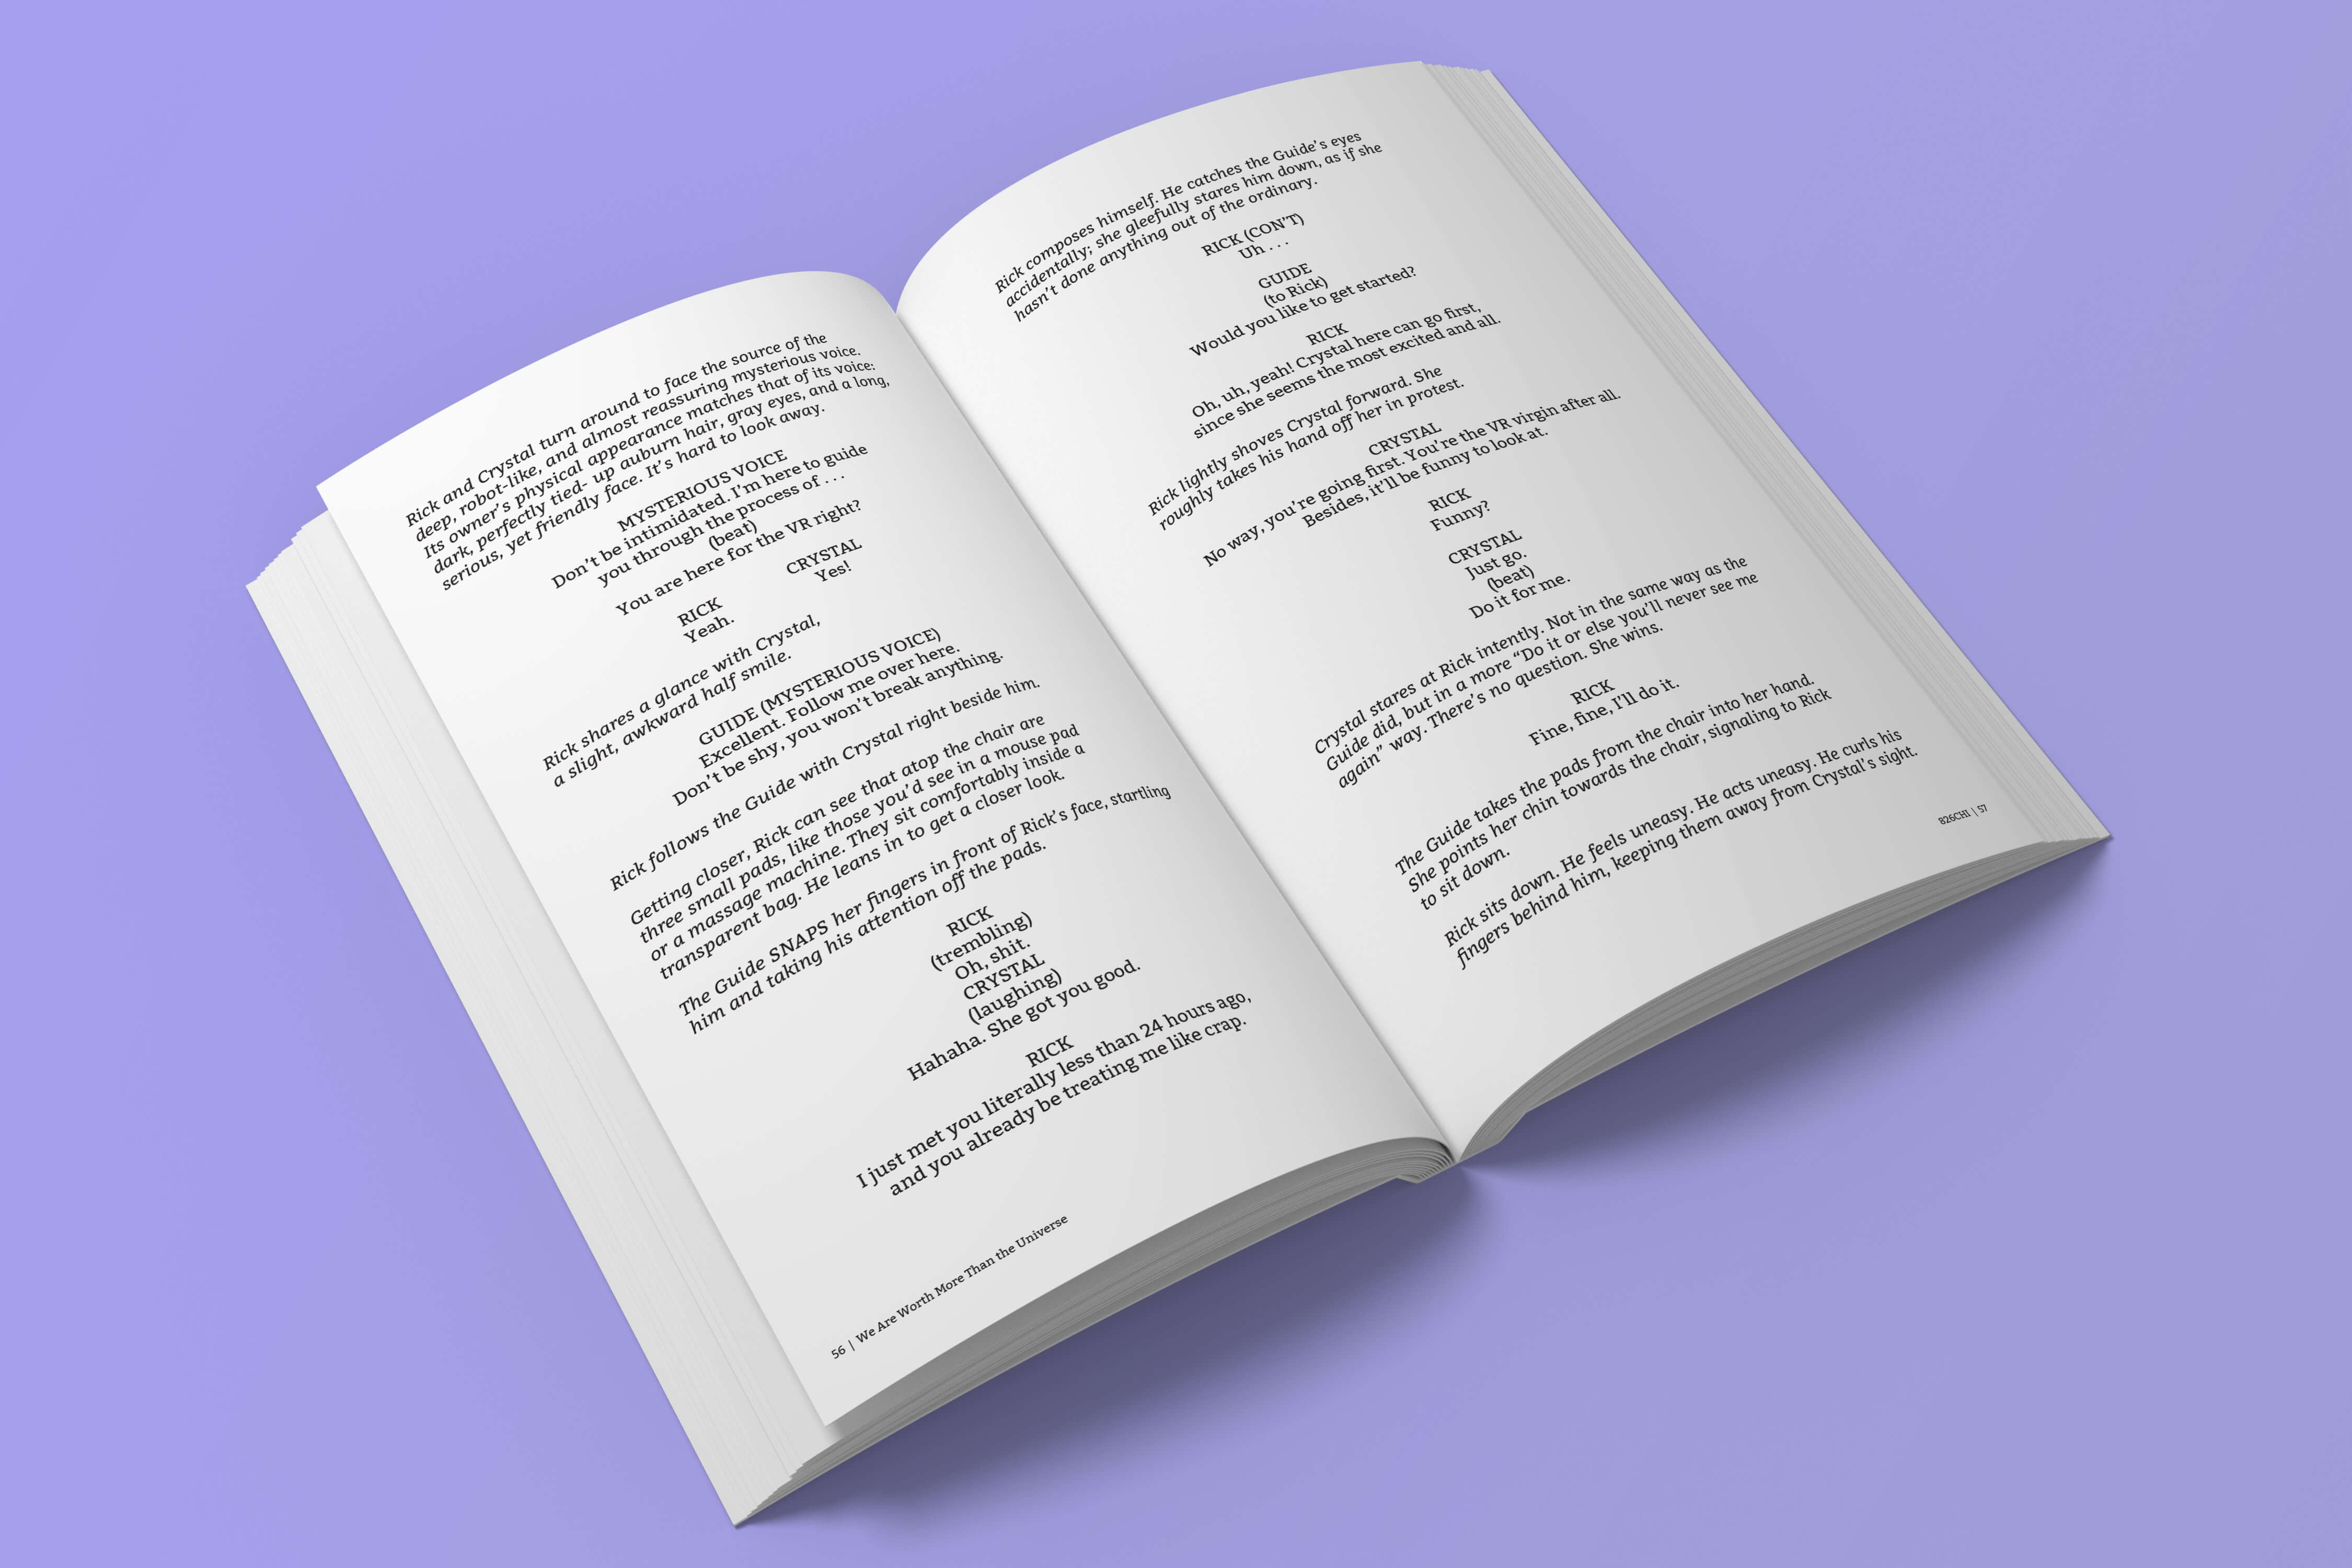 Rick and Crystal turn around to face the source of the
deep, robot-like, and almost reassuring mysterious voice.
Its owner's physical appearance matches that of its voice:
dark, perfectly tied- up auburn hair, gray eyes, and a long,
serious, yet friendly face. It's hard to look away.
MYSTERIOUS VOICE
Don't be intimidated. I'm here to guide
you through the process of . . .
(beat)
You are here for the VR right?
CRYSTAL
Yes!
RICK
Yeah.
Rick shares a glance with Crystal,
a slight, awkward half smile.
GUIDE (MYSTERIOUS VOICE)
Excellent. Follow me over here.
Don't be shy, you won't break anything.
Rick follows the Guide with Crystal right beside him.
Getting closer, Rick can see that atop the chair are
three small pads, like those you'd see in a mouse pad
or a massage machine. They sit comfortably inside a
transparent bag. He leans in to get a closer look.
The Guide SNAPS her fingers in front of Rick's face, startling
him and taking his attention off the pads.
RICK
(trembling)
Oh, shit.
CRYSTAL
(laughing)
Hahaha. She got you good.
RICK
I just met you literally less than 24 hours ago,
and you already be treating me like crap.
56 | We Are Worth More Than the Universe
Rick composes himself. He catches the Guide's eyes
accidentally; she gleefully stares him down, as if she
hasn't done anything out of the ordinary.
RICK (CON'T)
Uh . . .
GUIDE
(to Rick)
Would you like to get started?
RICK
Oh, uh, yeah! Crystal here can go first,
since she seems the most excited and all.
Rick lightly shoves Crystal forward. She
roughly takes his hand off her in protest.
CRYSTAL
No way, you're going first. You're the VR virgin after all.
Besides, it'll be funny to look at.
RICK
Funny?
CRYSTAL
Just go.
(beat)
Do it for me.
Crystal stares at Rick intently. Not in the same way as the
Guide did, but in a more "Do it or else you'll never see me
again" way. There's no question. She wins.
RICK
Fine, fine, I'll do it.
The Guide takes the pads from the chair into her hand.
She points her chin towards the chair, signaling to Rick
to sit down.
Rick sits down. He feels uneasy. He acts uneasy. He curls his
fingers behind him, keeping them away from Crystal's sight.
826CHI | 57